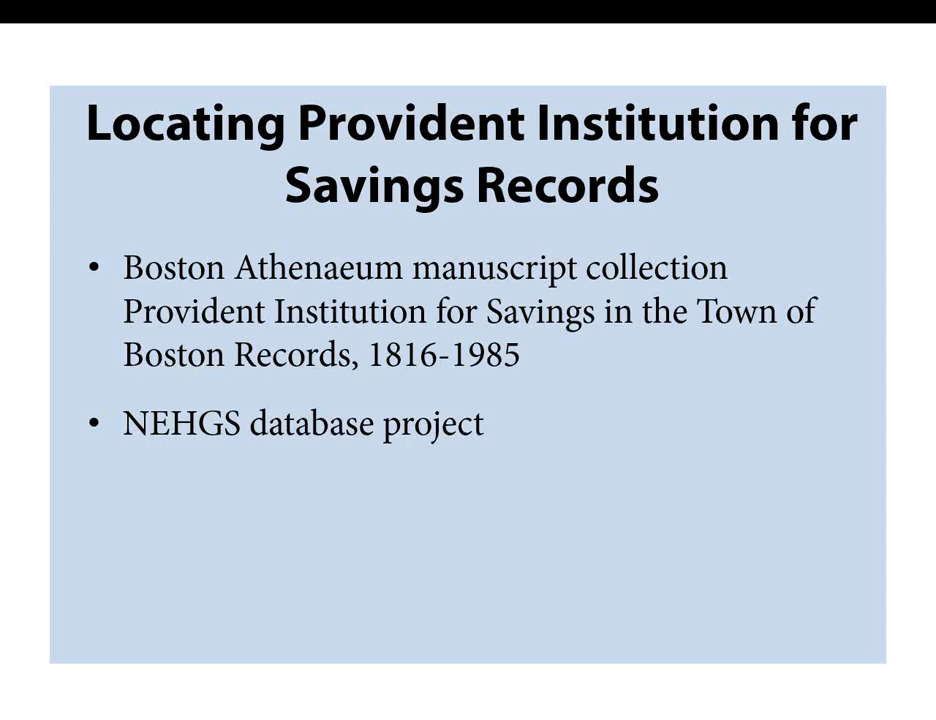 Locating Provident Institution for
Savings Records
• Boston Athenaeum manuscript collection
Provident Institution for Savings in the Town of
Boston Records, 1816-1985
• NEHGS database project